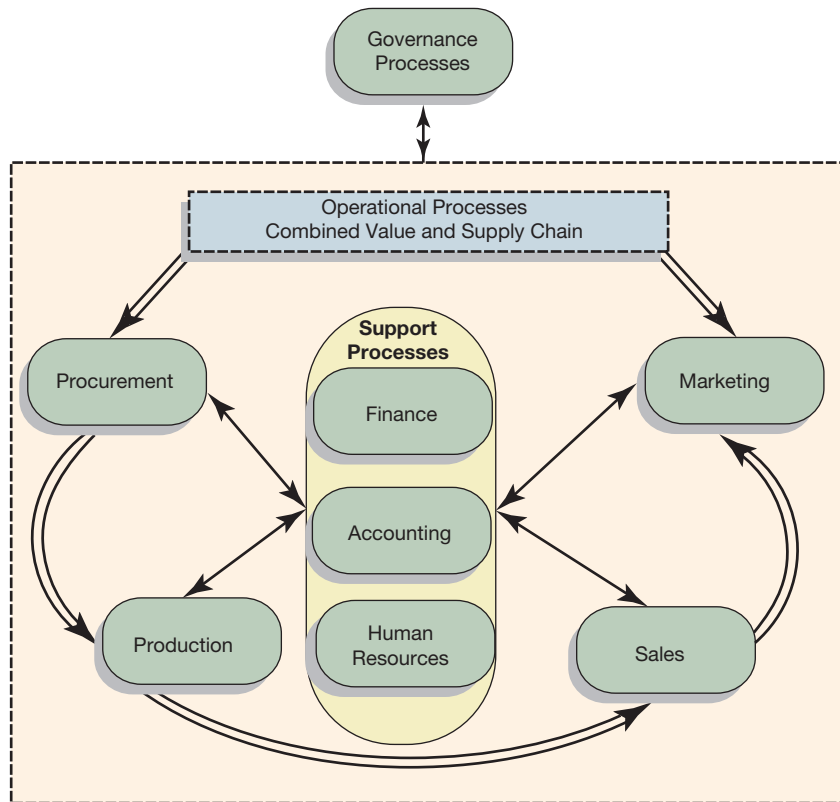 Governance
Processes
Operational Processes
Combined Value and Supply Chain
Support
Processes
Procurement
Marketing
Finance
Accounting
Production
Human
Resources
Sales